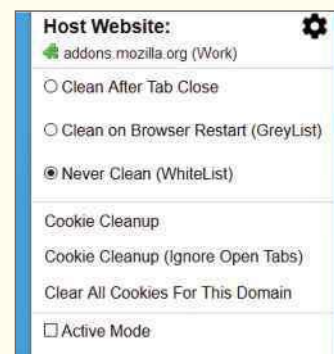 Host Website:
addons.mozilla.org (Work)
Clean After Tab Close
Clean on Browser Restart (GreyList)
Never Clean (WhiteList)
Cookie Cleanup
Cookie Cleanup (Ignore Open Tabs)
Clear All Cookies For This Domain
Active Mode